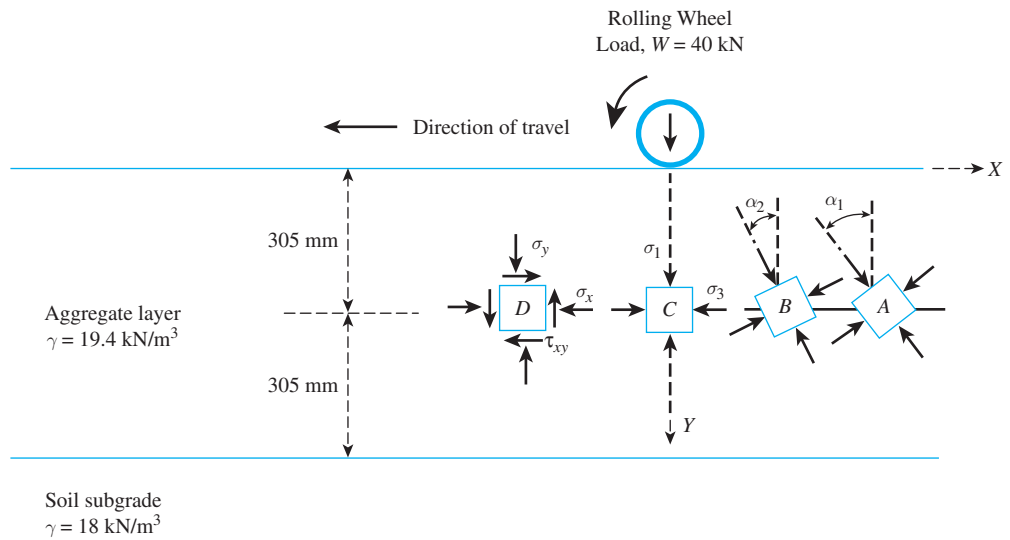 Rolling Wheel
Load, W = 40 kN
Direction of travel
X
α2
α1
305 mm
σy
σ1
D
σx
C
σ3
B
A
Aggregate layer
γ = 19.4 kN/m³
τxy
305 mm
Y
Soil subgrade
γ = 18 kN/m³